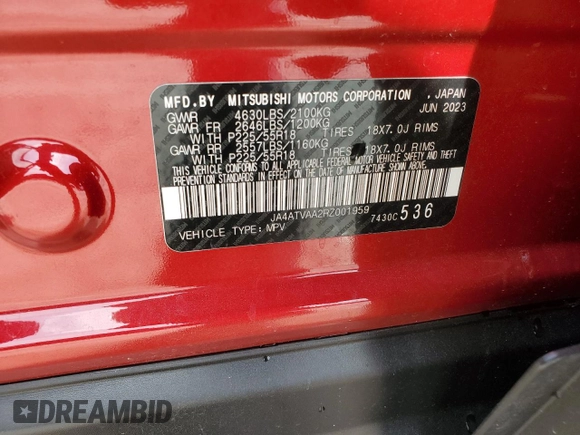 MFD.BY MITSUBISHI MOTORS CORPORATION . JAPAN
GVWR 4630LBS/2100KG JUN 2023
GAWR FR 2646LBS/1200KG
WITH P225/55R18 TIRES 18X7.0J RIMS
GAWR RR 2557LBS/1160KG
WITH P225/55R18 TIRES 18X7.0J RIMS
THIS VEHICLE CONFORMS TO ALL APPLICABLE FEDERAL MOTOR VEHICLE SAFETY AND
THEFT PREVENTION STANDARDS IN EFFECT ON THE DATE OF MANUFACTURE SHOWN ABOVE.
JA4ATVAA2RZ001959
7430C 536
VEHICLE TYPE: MPV
DREAMBID